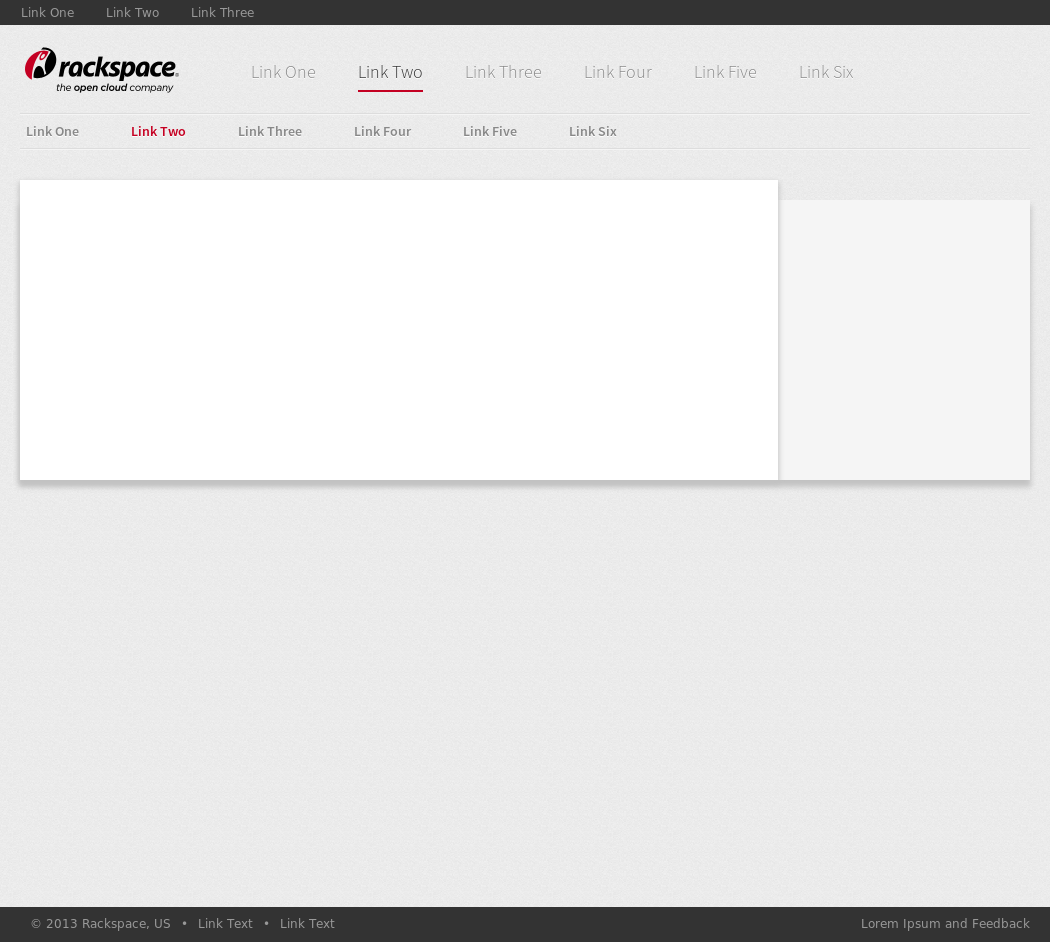 Link One Link Two Link Three
rackspace®
the open cloud company
Link One Link Two Link Three Link Four Link Five Link Six
Link One Link Two Link Three Link Four Link Five Link Six
© 2013 Rackspace, US • Link Text • Link Text Lorem Ipsum and Feedback